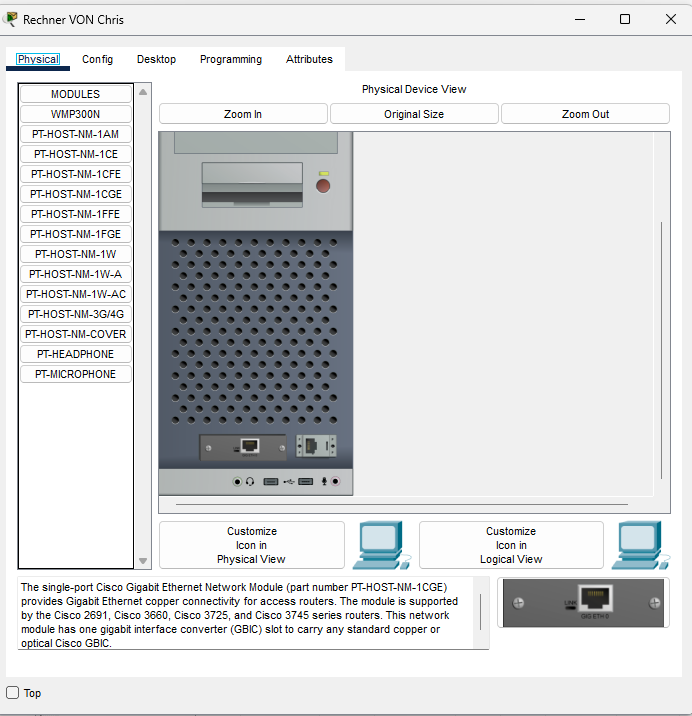 Rechner VON Chris
Physical Config Desktop Programming Attributes
MODULES
WMP300N
PT-HOST-NM-1AM
PT-HOST-NM-1CE
PT-HOST-NM-1CFE
PT-HOST-NM-1CGE
PT-HOST-NM-1FFE
PT-HOST-NM-1FGE
PT-HOST-NM-1W
PT-HOST-NM-1W-A
PT-HOST-NM-1W-AC
PT-HOST-NM-3G/4G
PT-HOST-NM-COVER
PT-HEADPHONE
PT-MICROPHONE
Physical Device View
Zoom In Original Size Zoom Out
Customize
Icon in
Physical View
Customize
Icon in
Logical View
The single-port Cisco Gigabit Ethernet Network Module (part number PT-HOST-NM-1CGE)
provides Gigabit Ethernet copper connectivity for access routers. The module is supported
by the Cisco 2691, Cisco 3660, Cisco 3725, and Cisco 3745 series routers. This network
module has one gigabit interface converter (GBIC) slot to carry any standard copper or
optical Cisco GBIC.
LINK
GIG ETH 0
Top